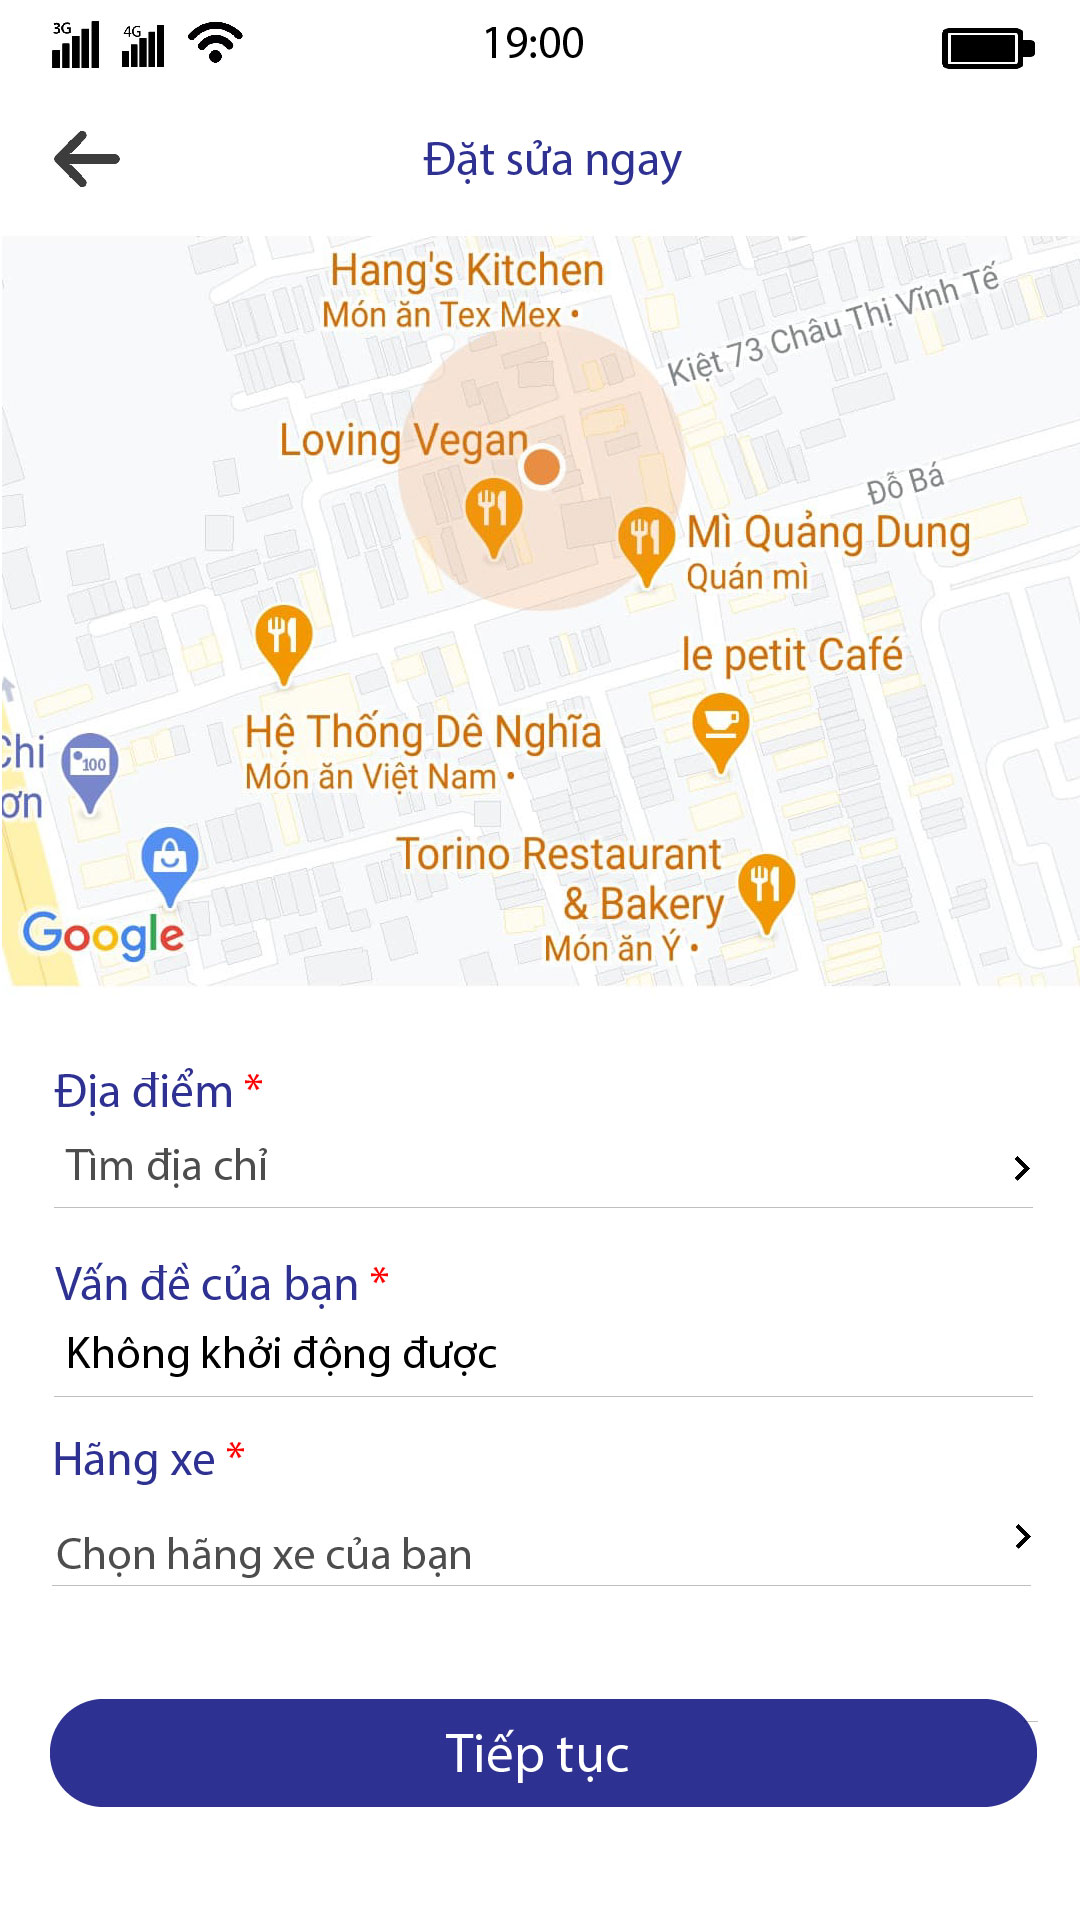 3G 4G 19:00
Đặt sửa ngay
Hang's Kitchen
Món ăn Tex Mex •
Kiệt 73 Châu Thị Vĩnh Tế
Loving Vegan
Đỗ Bá
Mì Quảng Dung
Quán mì
le petit Café
Hệ Thống Dê Nghĩa
Món ăn Việt Nam •
Chi
ơn
100
Torino Restaurant
& Bakery
Món ăn Ý •
Google
Địa điểm *
Tìm địa chỉ
Vấn đề của bạn *
Không khởi động được
Hãng xe *
Chọn hãng xe của bạn
Tiếp tục